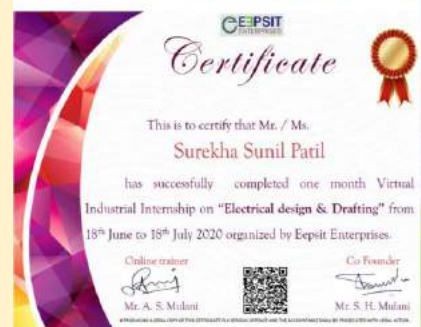 EEPSIT
ENTERPRISES
Certificate
This is to certify that Mr. / Ms.
Surekha Sunil Patil
has successfully completed one month Virtual
Industrial Internship on "Electrical design & Drafting" from
18th June to 18th July 2020 organized by Eepsit Enterprises.
Online trainer
Co Founder
Mr. A. S. Mulani
Mr. S. H. Mulani